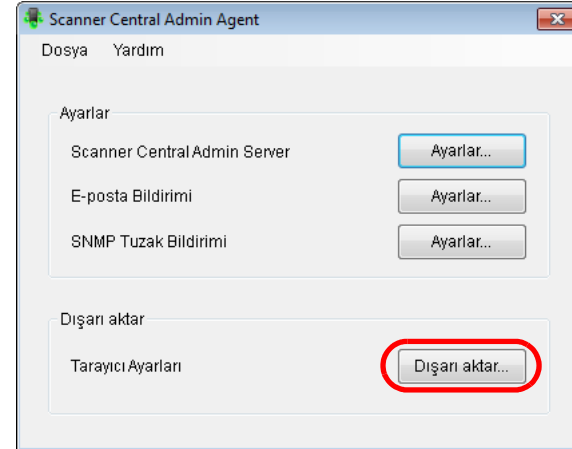 Scanner Central Admin Agent
Dosya Yardım
Ayarlar
Scanner Central Admin Server Ayarlar...
E-posta Bildirimi Ayarlar...
SNMP Tuzak Bildirimi Ayarlar...
Dışarı aktar
Tarayıcı Ayarları Dışarı aktar...